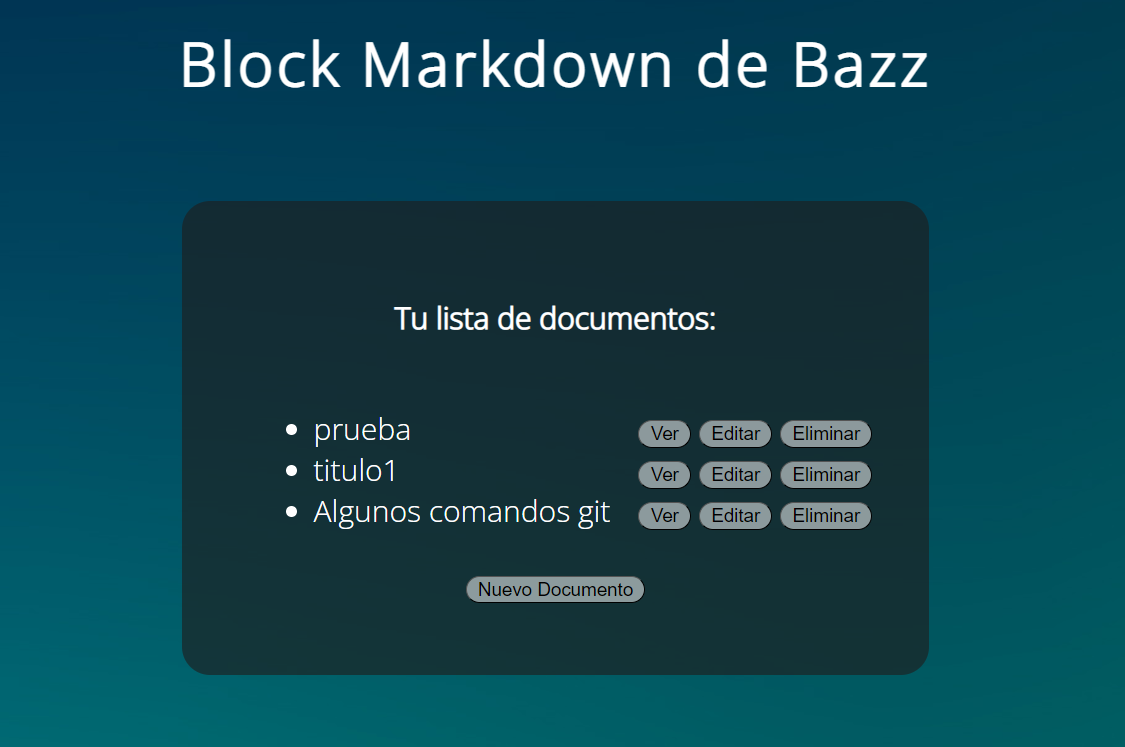 Block Markdown de Bazz
Tu lista de documentos:
prueba Ver Editar Eliminar
titulo1 Ver Editar Eliminar
Algunos comandos git Ver Editar Eliminar
Nuevo Documento